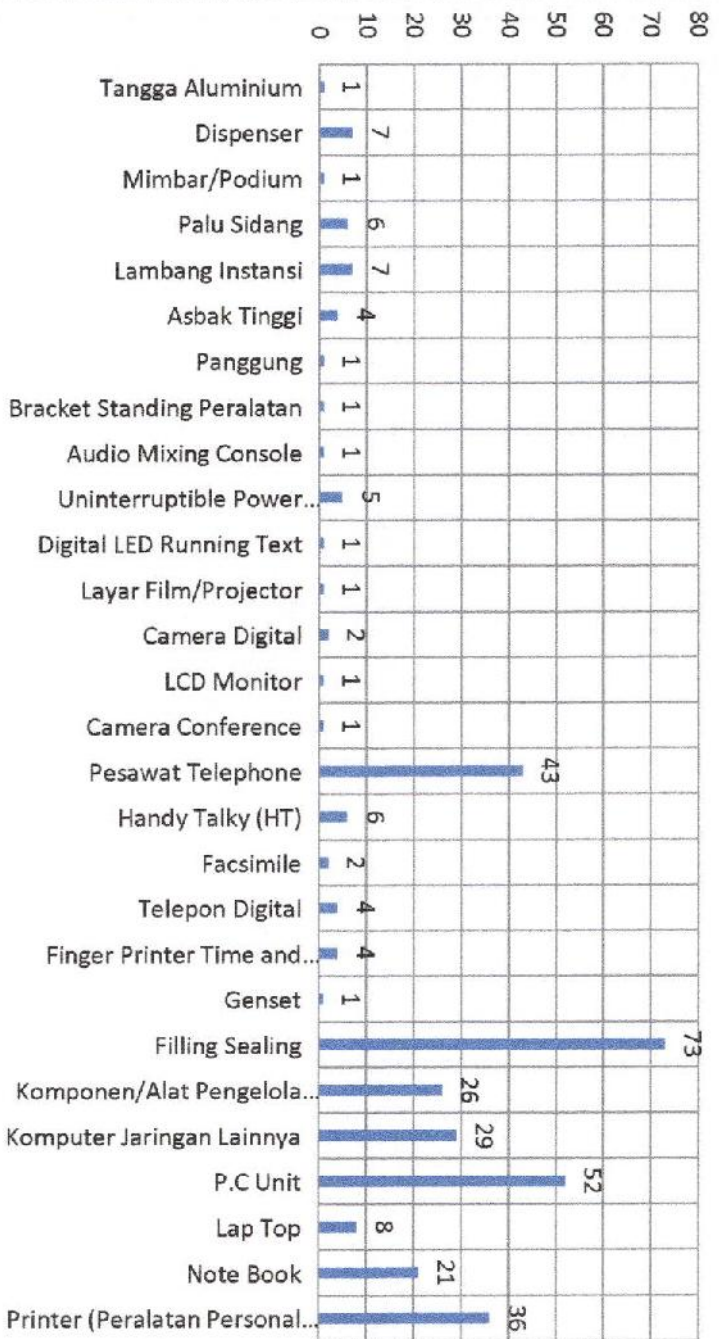 0 10 20 30 40 50 60 70 80
Tangga Aluminium 1
Dispenser 7
Mimbar/Podium 1
Palu Sidang 6
Lambang Instansi 7
Asbak Tinggi 4
Panggung 1
Bracket Standing Peralatan 1
Audio Mixing Console 1
Uninterruptible Power... 5
Digital LED Running Text 1
Layar Film/Projector 1
Camera Digital 2
LCD Monitor 1
Camera Conference 1
Pesawat Telephone 43
Handy Talky (HT) 6
Facsimile 2
Telepon Digital 4
Finger Printer Time and... 4
Genset 1
Filling Sealing 73
Komponen/Alat Pengelola... 26
Komputer Jaringan Lainnya 29
P.C Unit 52
Lap Top 8
Note Book 21
Printer (Peralatan Personal... 36